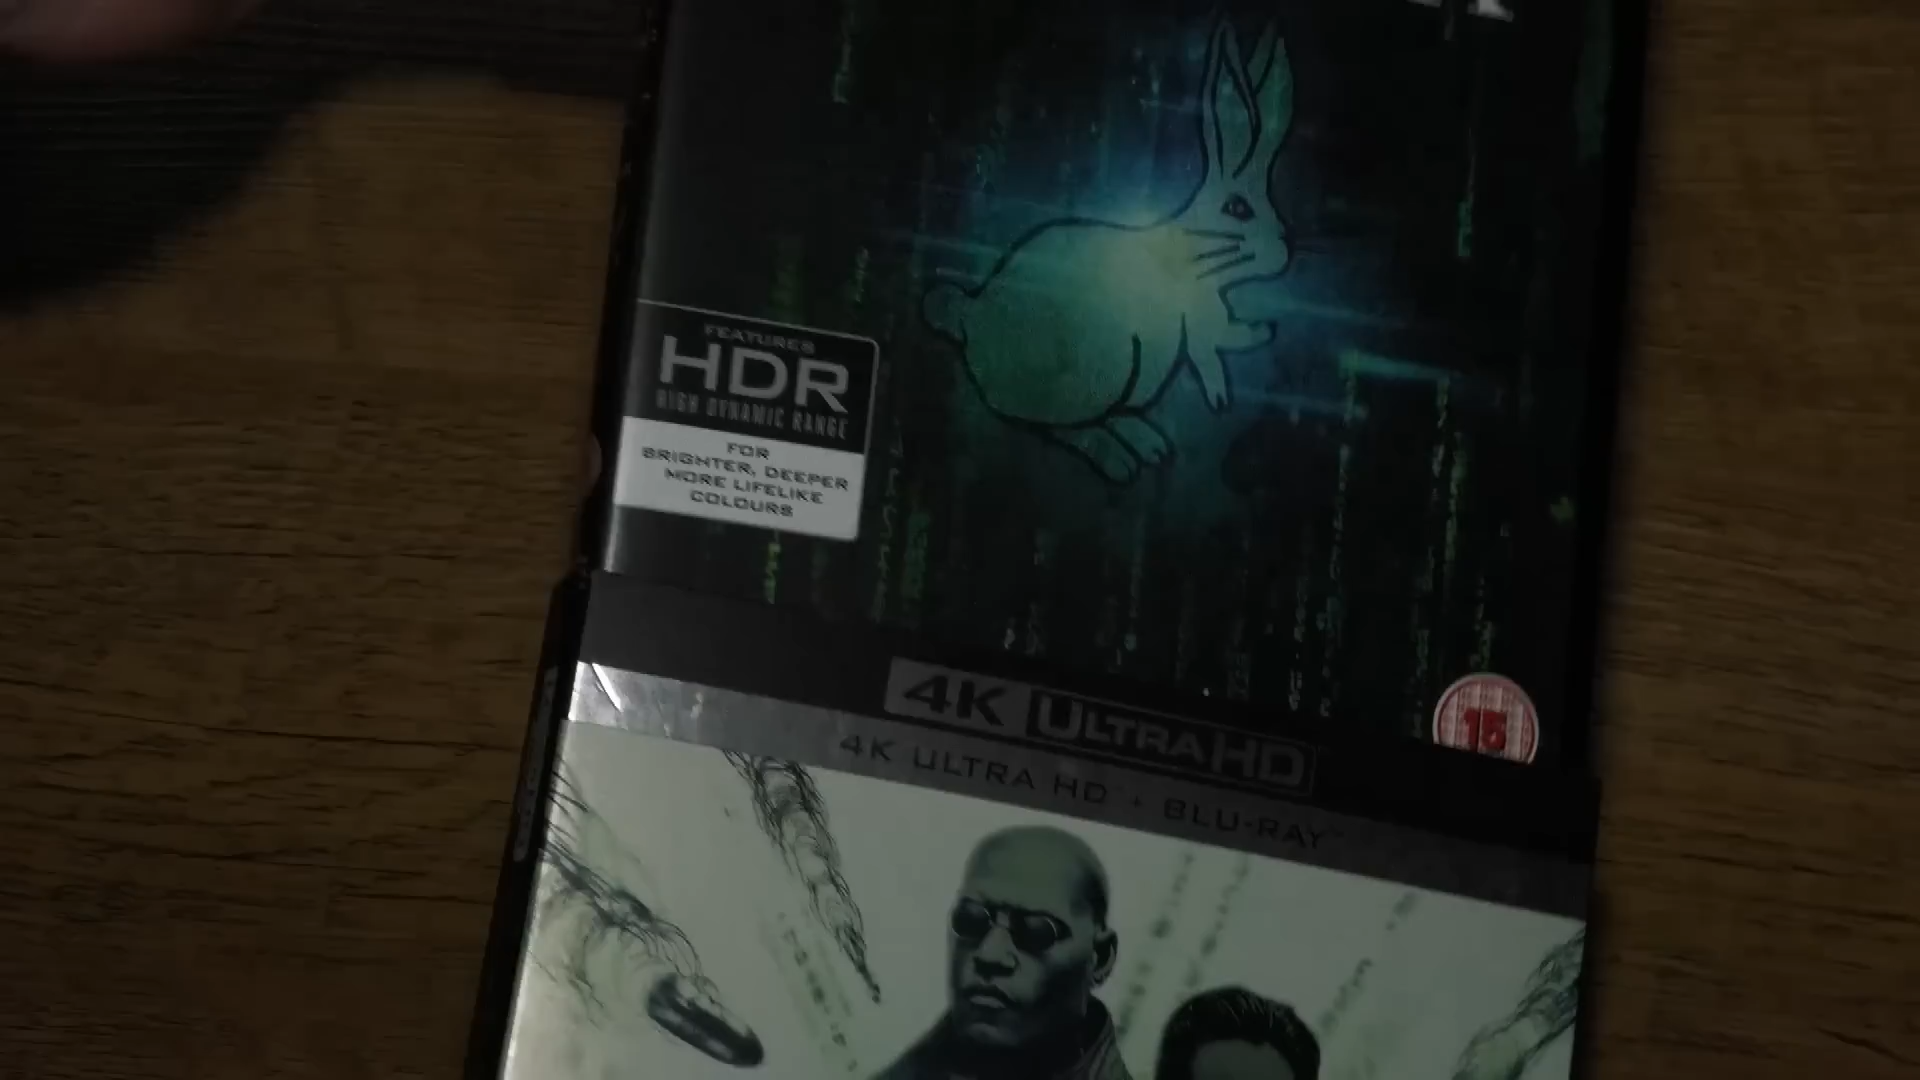 FEATURES
HDR
HIGH DYNAMIC RANGE
FOR
BRIGHTER, DEEPER
MORE LIFELIKE
COLOURS
4K ULTRA HD
15
4K ULTRA HD + BLU-RAY